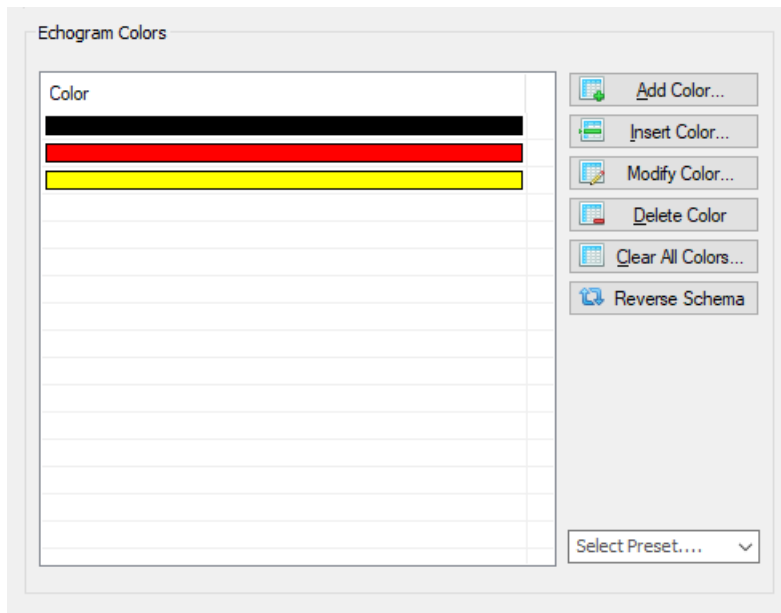 Echogram Colors
Color
Add Color...
Insert Color...
Modify Color...
Delete Color
Clear All Colors...
Reverse Schema
Select Preset....